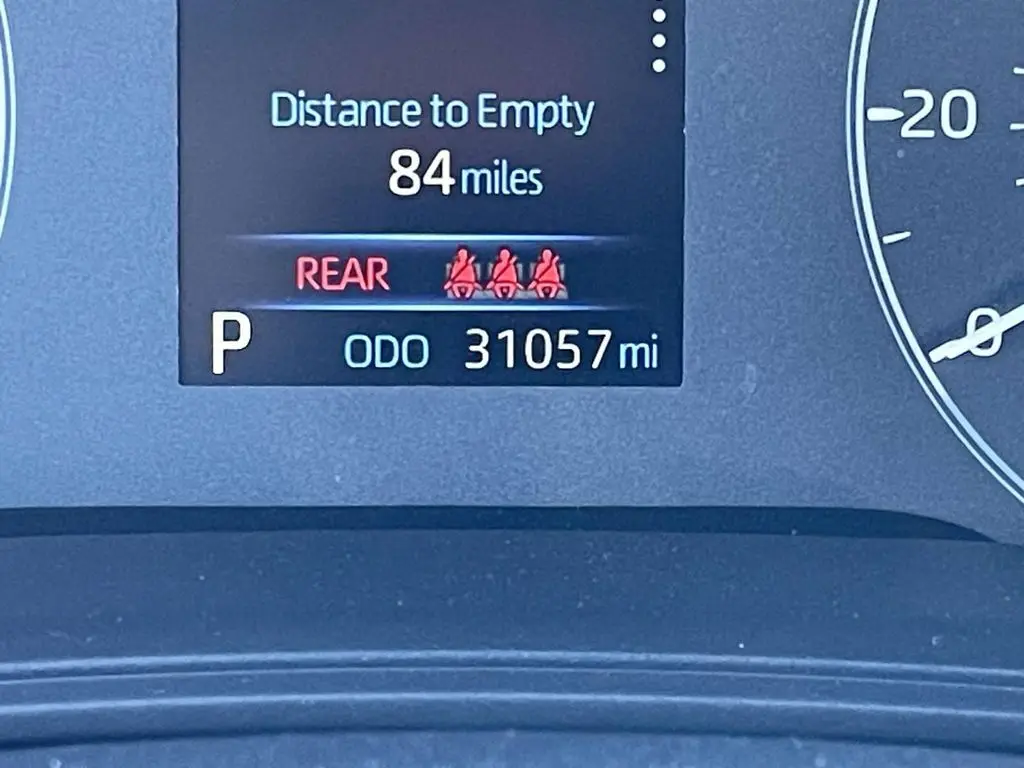 Distance to Empty
84 miles
REAR
P ODO 31057 mi
20
0